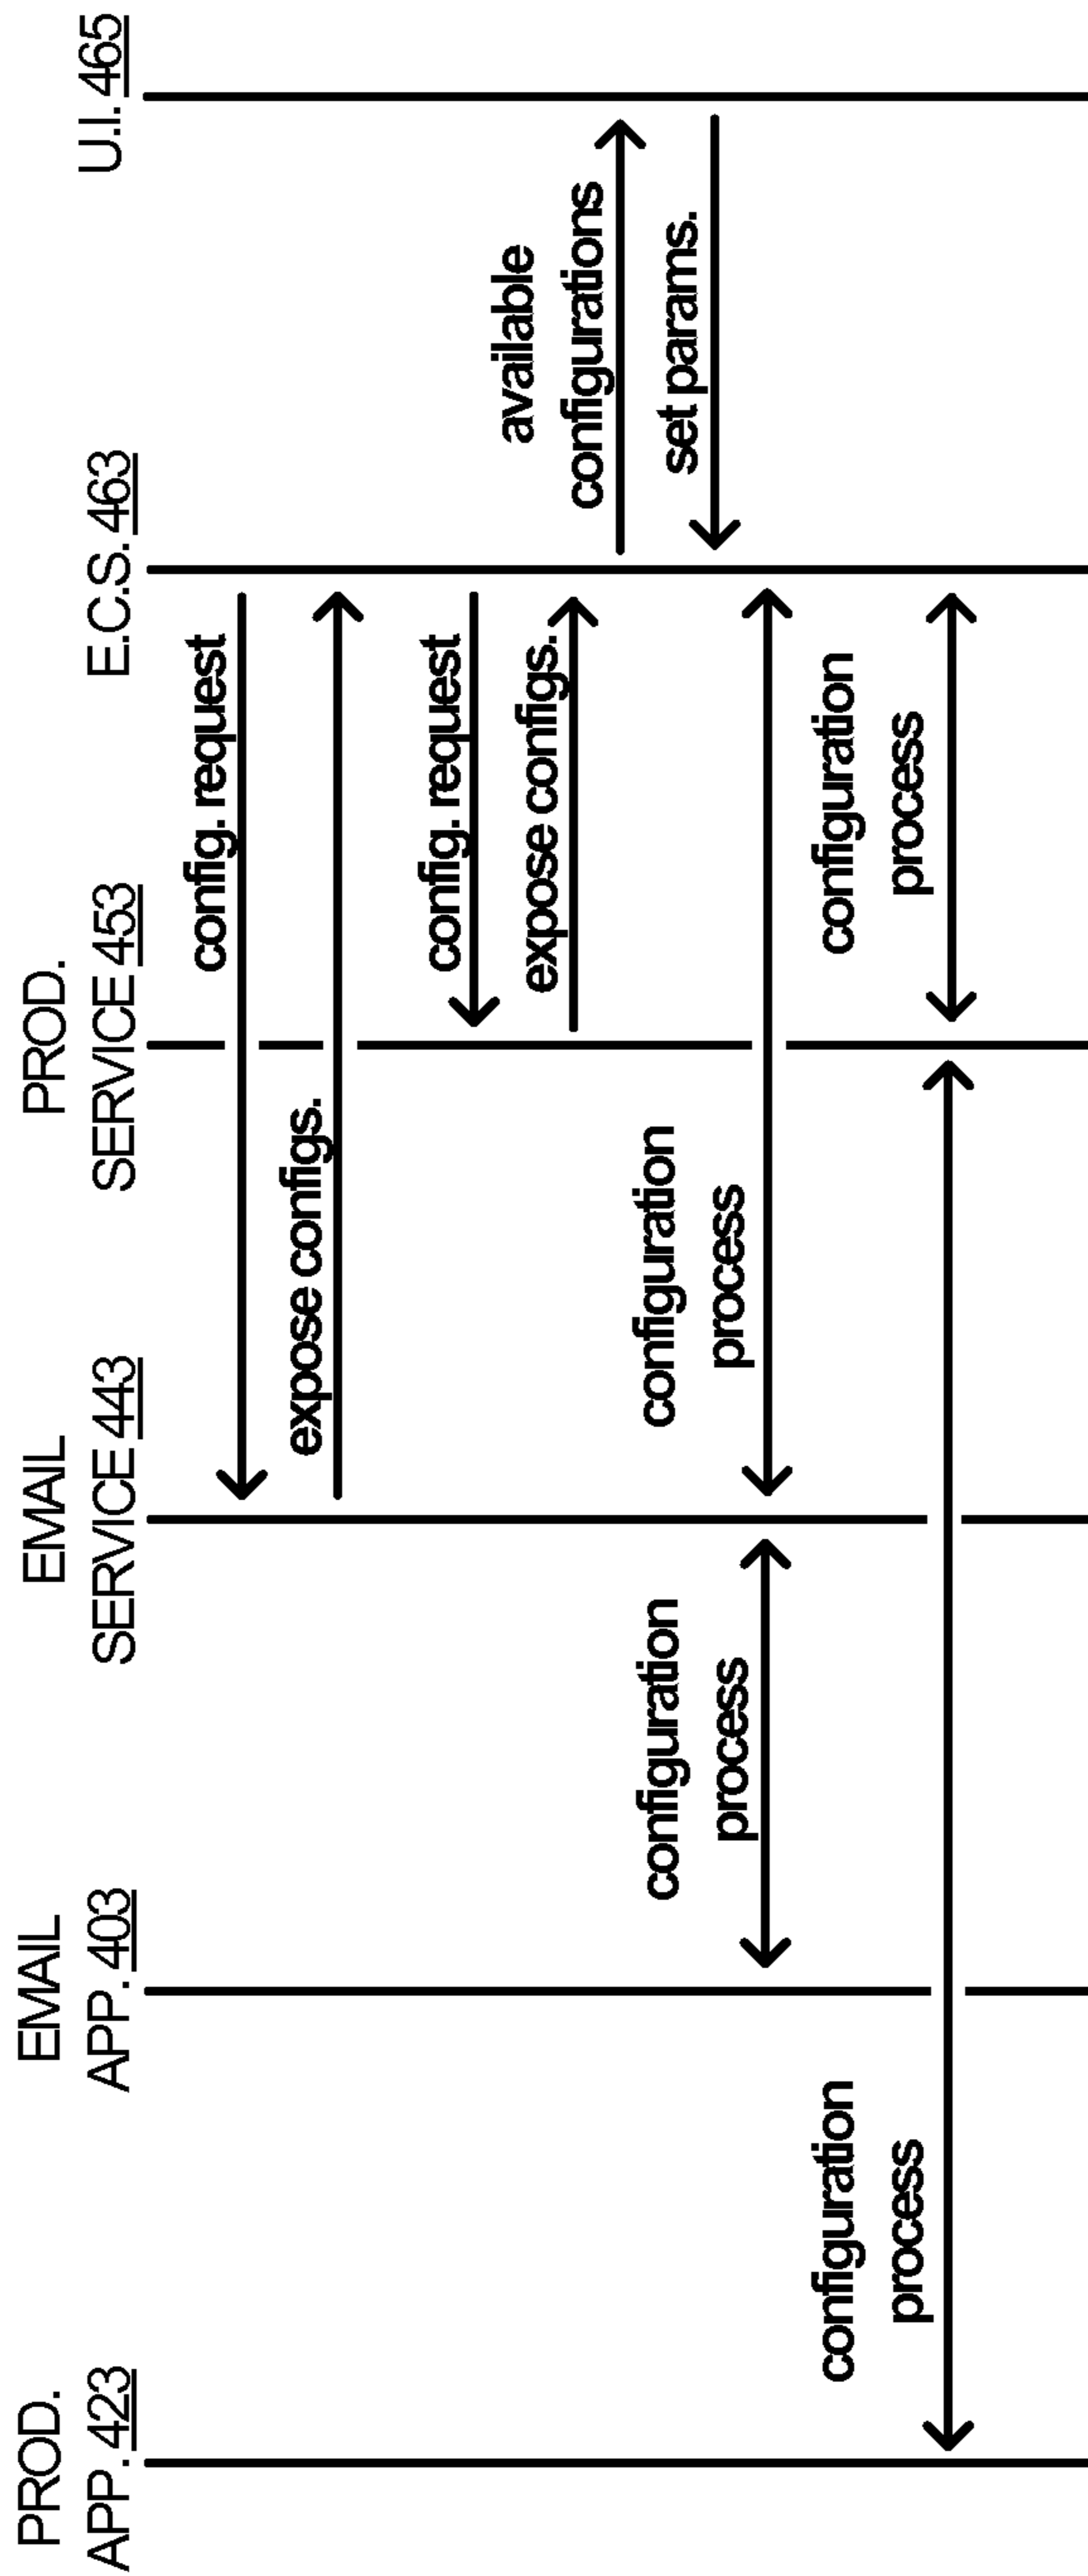 PROD.
APP. 423
EMAIL
APP. 403
EMAIL
SERVICE 443
PROD.
SERVICE 453
E.C.S. 463
U.I. 465
config. request
expose configs.
config. request
expose configs.
available
configurations
set params.
configuration
process
configuration
process
configuration
process
configuration
process